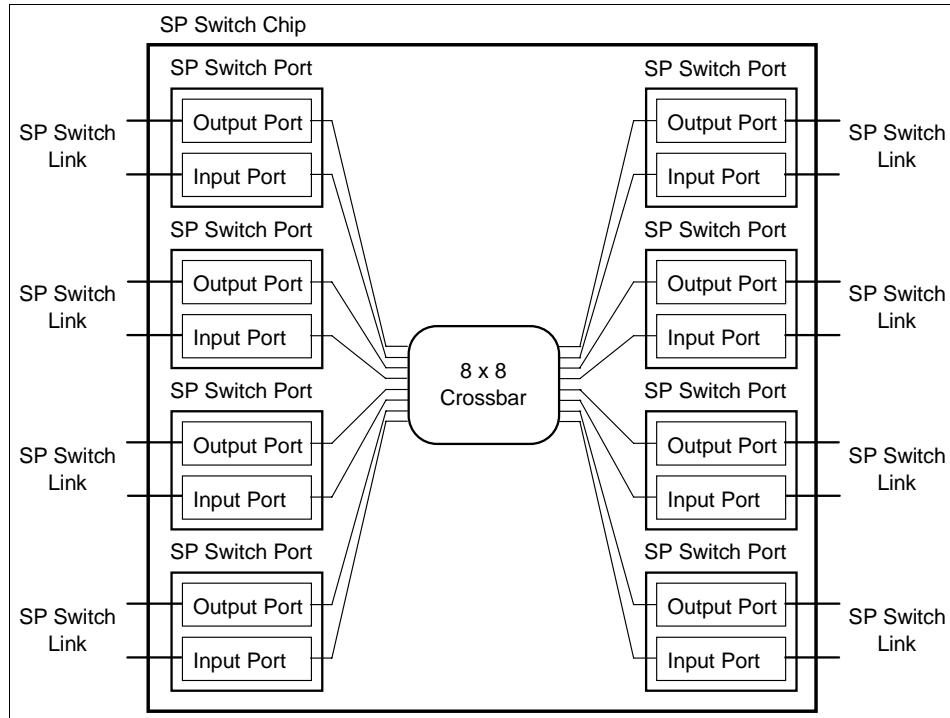 SP Switch Chip
SP Switch Port
SP Switch Port
Output Port
Output Port
SP Switch
Link
SP Switch
Link
Input Port
Input Port
SP Switch Port
SP Switch Port
Output Port
Output Port
SP Switch
Link
SP Switch
Link
Input Port
Input Port
8 x 8
Crossbar
SP Switch Port
SP Switch Port
Output Port
Output Port
SP Switch
Link
SP Switch
Link
Input Port
Input Port
SP Switch Port
SP Switch Port
Output Port
Output Port
SP Switch
Link
SP Switch
Link
Input Port
Input Port